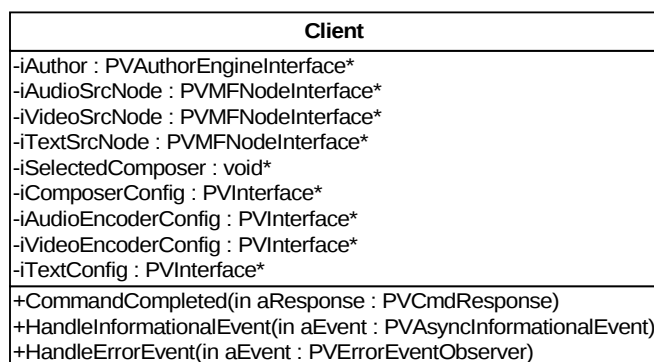 Client
-iAuthor : PVAuthorEngineInterface*
-iAudioSrcNode : PVMFNodeInterface*
-iVideoSrcNode : PVMFNodeInterface*
-iTextSrcNode : PVMFNodeInterface*
-iSelectedComposer : void*
-iComposerConfig : PVInterface*
-iAudioEncoderConfig : PVInterface*
-iVideoEncoderConfig : PVInterface*
-iTextConfig : PVInterface*
+CommandCompleted(in aResponse : PVCmdResponse)
+HandleInformationalEvent(in aEvent : PVAsyncInformationalEvent)
+HandleErrorEvent(in aEvent : PVErrorEventObserver)